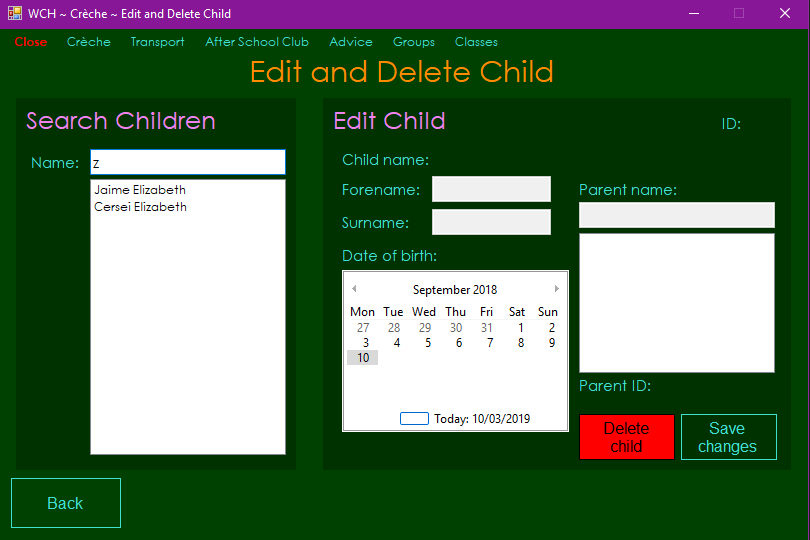 WCH ~ Crèche ~ Edit and Delete Child
Close Crèche Transport After School Club Advice Groups Classes
Edit and Delete Child
Search Children
Name: z
Jaime Elizabeth
Cersei Elizabeth
Edit Child
ID:
Child name:
Forename:
Surname:
Parent name:
Date of birth:
September 2018
Mon Tue Wed Thu Fri Sat Sun
27 28 29 30 31 1 2
3 4 5 6 7 8 9
10
Today: 10/03/2019
Parent ID:
Delete
child
Save
changes
Back